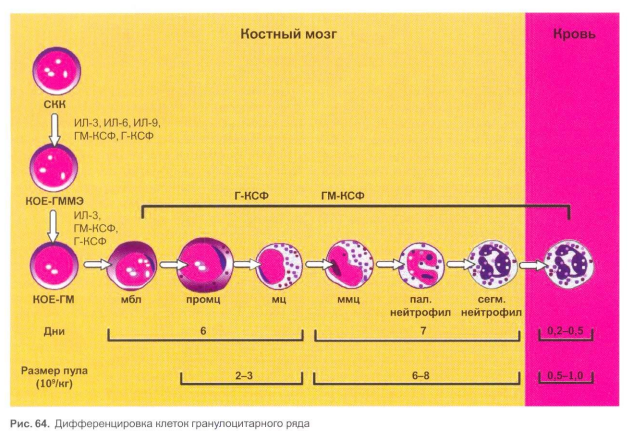 Костный мозг
Кровь
СКК
ИЛ-3, ИЛ-6, ИЛ-9,
ГМ-КСФ, Г-КСФ
КОЕ-ГММЭ
ИЛ-3,
ГМ-КСФ,
Г-КСФ
Г-КСФ ГМ-КСФ
КОЕ-ГМ
мбл
промц
мц
ммц
пал.
нейтрофил
сегм.
нейтрофил
Дни 6 7 0,2–0,5
Размер пула
(10⁹/кг) 2–3 6–8 0,5–1,0
Рис. 64. Дифференцировка клеток гранулоцитарного ряда